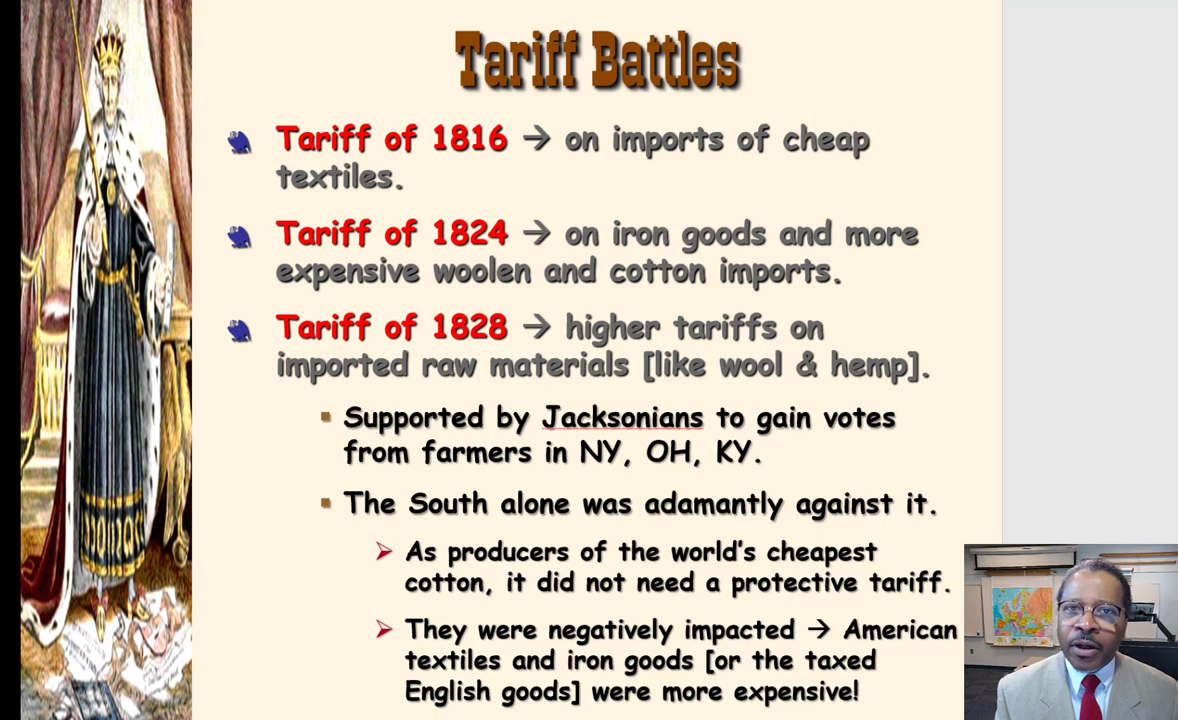 Tariff Battles
Tariff of 1816 → on imports of cheap
textiles.
Tariff of 1824 → on iron goods and more
expensive woolen and cotton imports.
Tariff of 1828 → higher tariffs on
imported raw materials [like wool & hemp].
Supported by Jacksonians to gain votes
from farmers in NY, OH, KY.
The South alone was adamantly against it.
As producers of the world's cheapest
cotton, it did not need a protective tariff.
They were negatively impacted → American
textiles and iron goods [or the taxed
English goods] were more expensive!